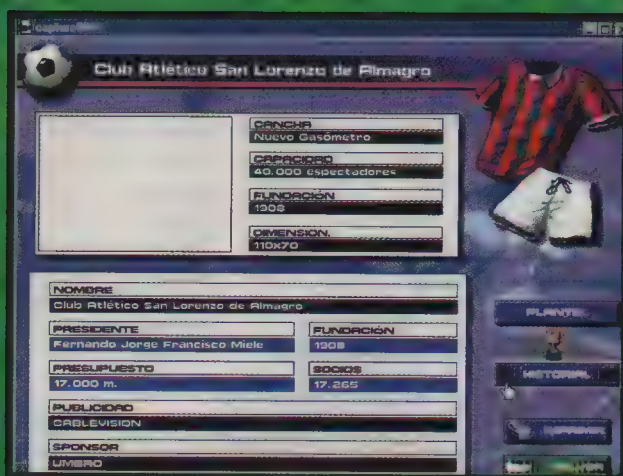 Club Atlético San Lorenzo de Almagro
CANCHA
Nuevo Gasómetro
CAPACIDAD
40.000 espectadores
FUNDACIÓN
1908
DIMENSION.
110x70
NOMBRE
Club Atlético San Lorenzo de Almagro
PRESIDENTE
Fernando Jorge Francisco Miele
FUNDACIÓN
1908
PRESUPUESTO
17.000 m.
SOCIOS
17.265
PUBLICIDAD
CABLEVISION
SPONSOR
UMBRO
PLANTEL
HISTORIAL